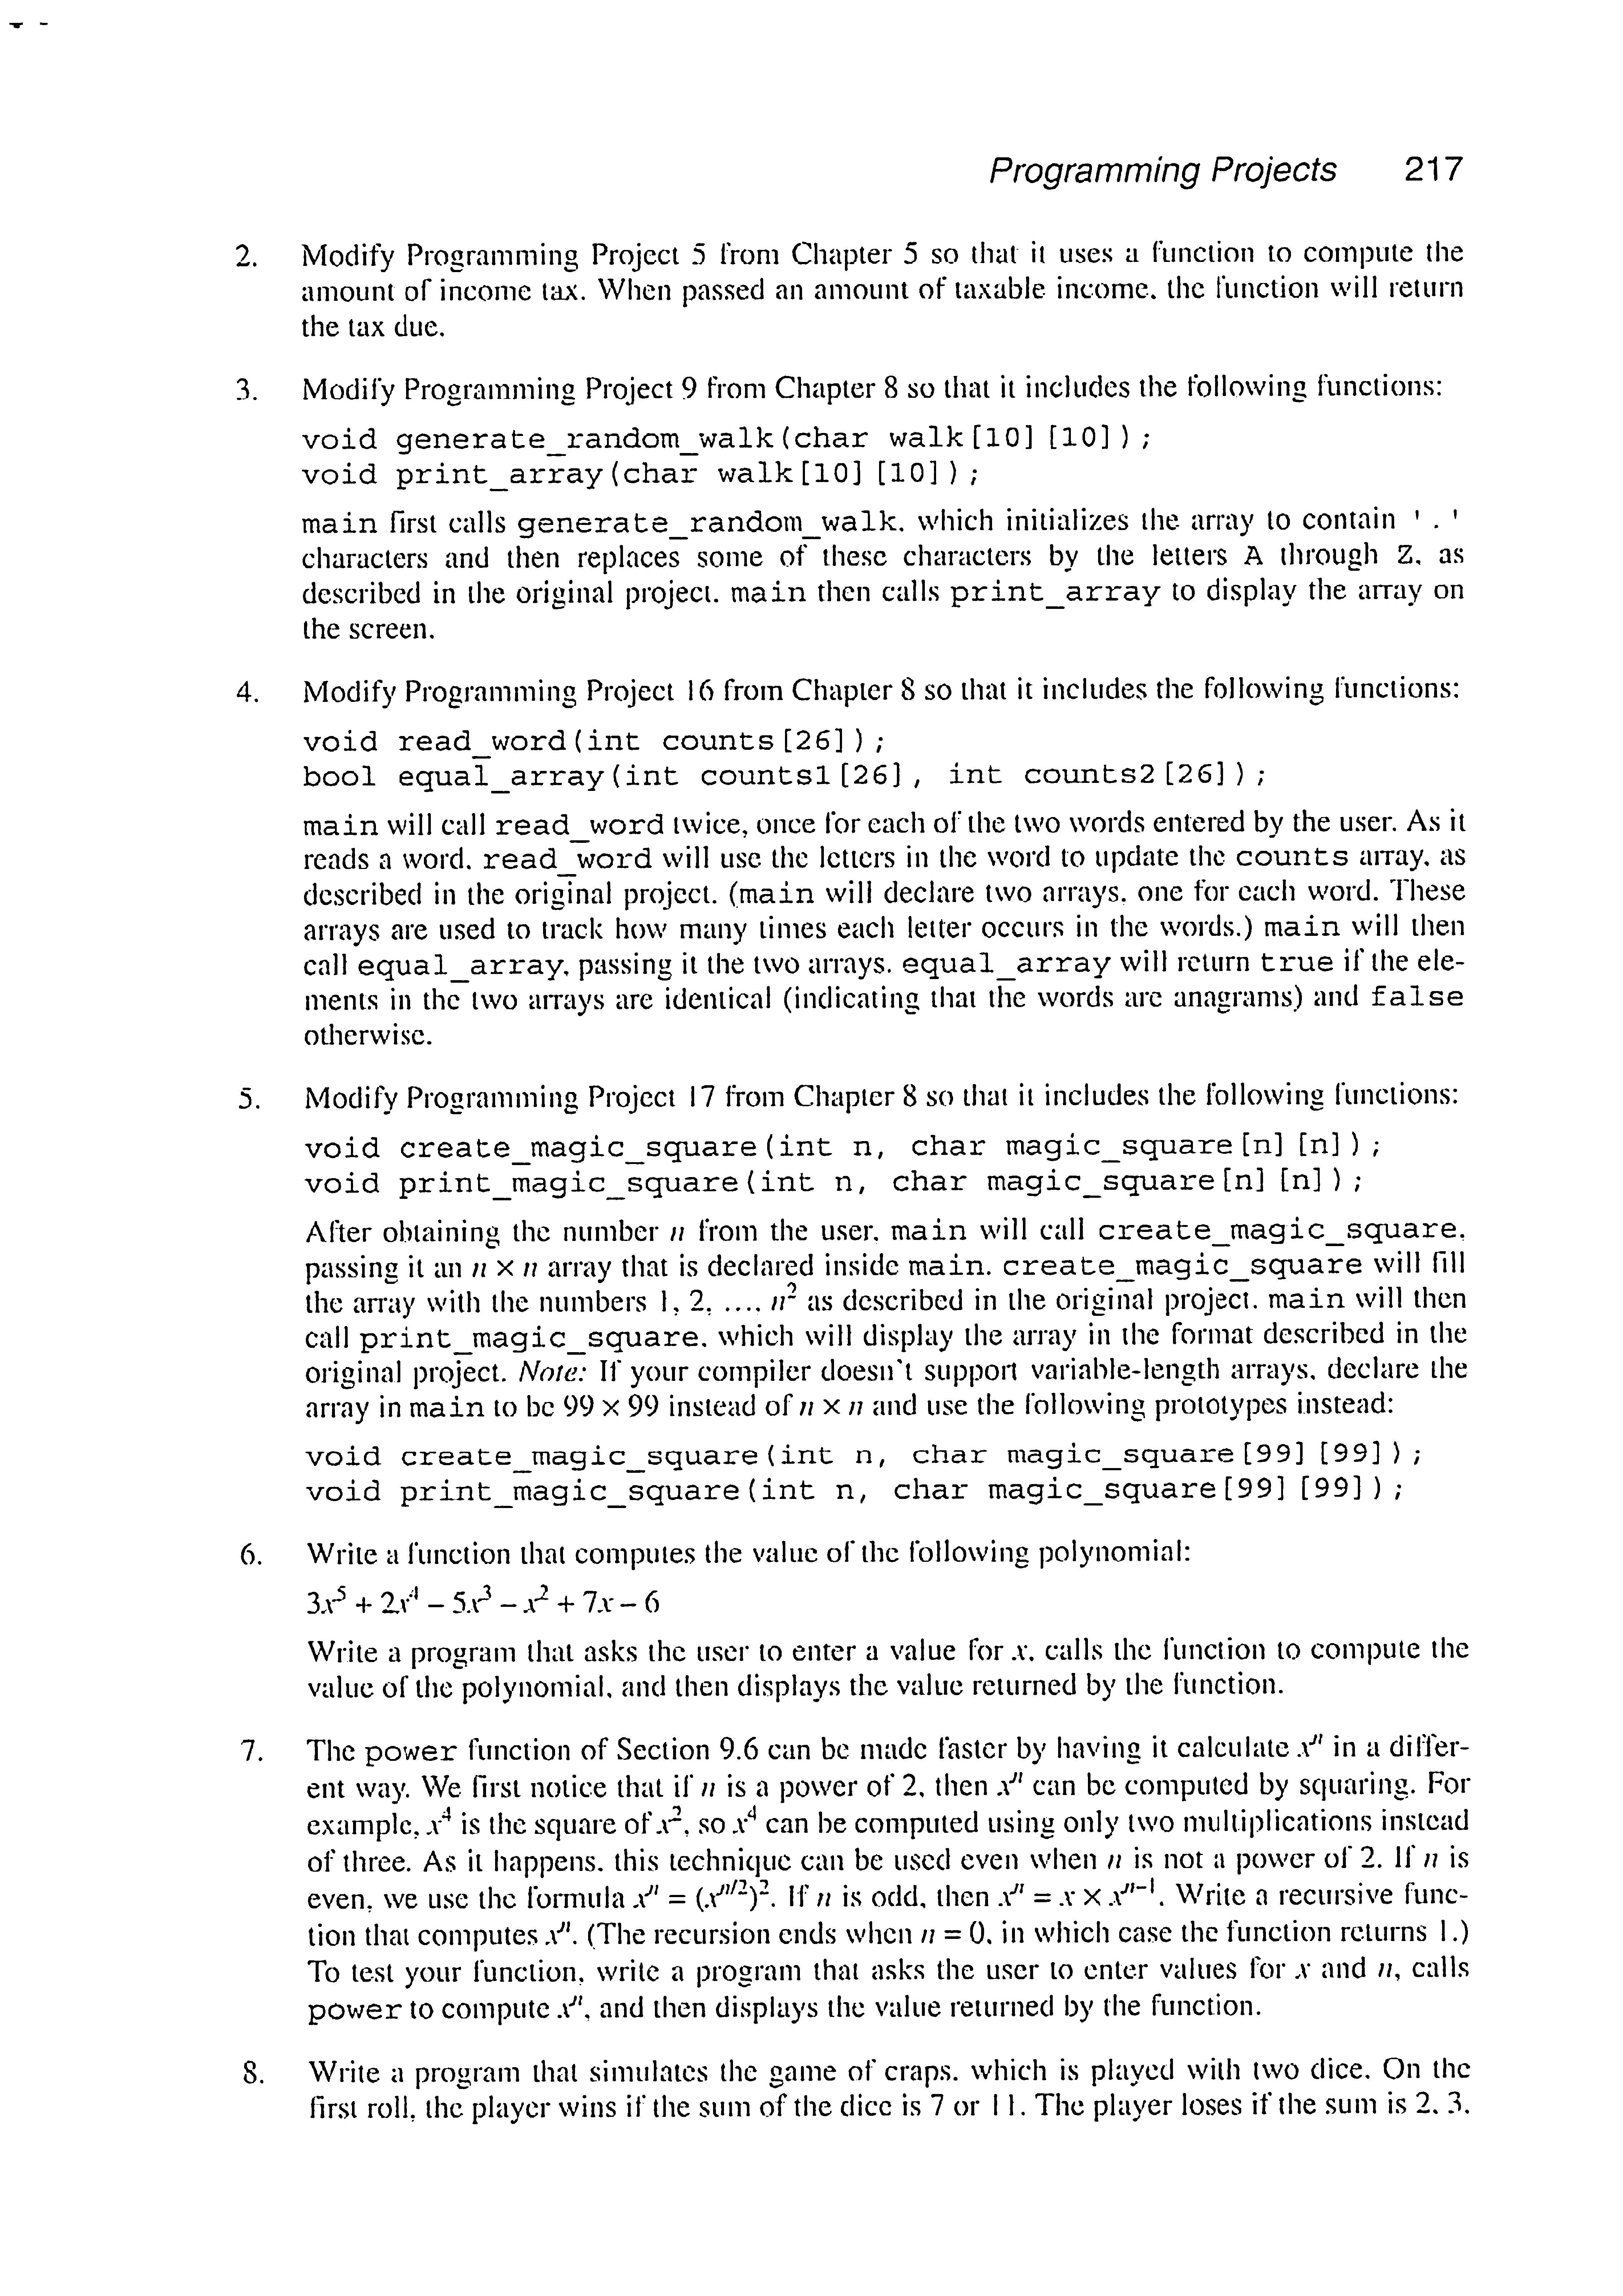 Programming Projects 217
2. Modify Programming Project 5 from Chapter 5 so that it uses a function to compute the
amount of income tax. When passed an amount of taxable income, the function will return
the tax due.
3. Modify Programming Project 9 from Chapter 8 so that it includes the following functions:
void generate_random_walk(char walk[10][10]);
void print_array(char walk[10][10]);
main first calls generate_random_walk, which initializes the array to contain '.'
characters and then replaces some of these characters by the letters A through Z, as
described in the original project. main then calls print_array to display the array on
the screen.
4. Modify Programming Project 16 from Chapter 8 so that it includes the following functions:
void read_word(int counts[26]);
bool equal_array(int counts1[26], int counts2[26]);
main will call read_word twice, once for each of the two words entered by the user. As it
reads a word, read_word will use the letters in the word to update the counts array, as
described in the original project. (main will declare two arrays, one for each word. These
arrays are used to track how many times each letter occurs in the words.) main will then
call equal_array, passing it the two arrays. equal_array will return true if the ele-
ments in the two arrays are identical (indicating that the words are anagrams) and false
otherwise.
5. Modify Programming Project 17 from Chapter 8 so that it includes the following functions:
void create_magic_square(int n, char magic_square[n][n]);
void print_magic_square(int n, char magic_square[n][n]);
After obtaining the number n from the user, main will call create_magic_square,
passing it an n × n array that is declared inside main. create_magic_square will fill
the array with the numbers 1, 2, ..., n² as described in the original project. main will then
call print_magic_square, which will display the array in the format described in the
original project. Note: If your compiler doesn't support variable-length arrays, declare the
array in main to be 99 × 99 instead of n × n and use the following prototypes instead:
void create_magic_square(int n, char magic_square[99][99]);
void print_magic_square(int n, char magic_square[99][99]);
6. Write a function that computes the value of the following polynomial:
3x⁵ + 2x⁴ – 5x³ – x² + 7x – 6
Write a program that asks the user to enter a value for x, calls the function to compute the
value of the polynomial, and then displays the value returned by the function.
7. The power function of Section 9.6 can be made faster by having it calculate xⁿ in a differ-
ent way. We first notice that if n is a power of 2, then xⁿ can be computed by squaring. For
example, x⁴ is the square of x², so x⁴ can be computed using only two multiplications instead
of three. As it happens, this technique can be used even when n is not a power of 2. If n is
even, we use the formula xⁿ = (xⁿ/²)². If n is odd, then xⁿ = x × xⁿ⁻¹. Write a recursive func-
tion that computes xⁿ. (The recursion ends when n = 0, in which case the function returns 1.)
To test your function, write a program that asks the user to enter values for x and n, calls
power to compute xⁿ, and then displays the value returned by the function.
8. Write a program that simulates the game of craps, which is played with two dice. On the
first roll, the player wins if the sum of the dice is 7 or 11. The player loses if the sum is 2, 3,